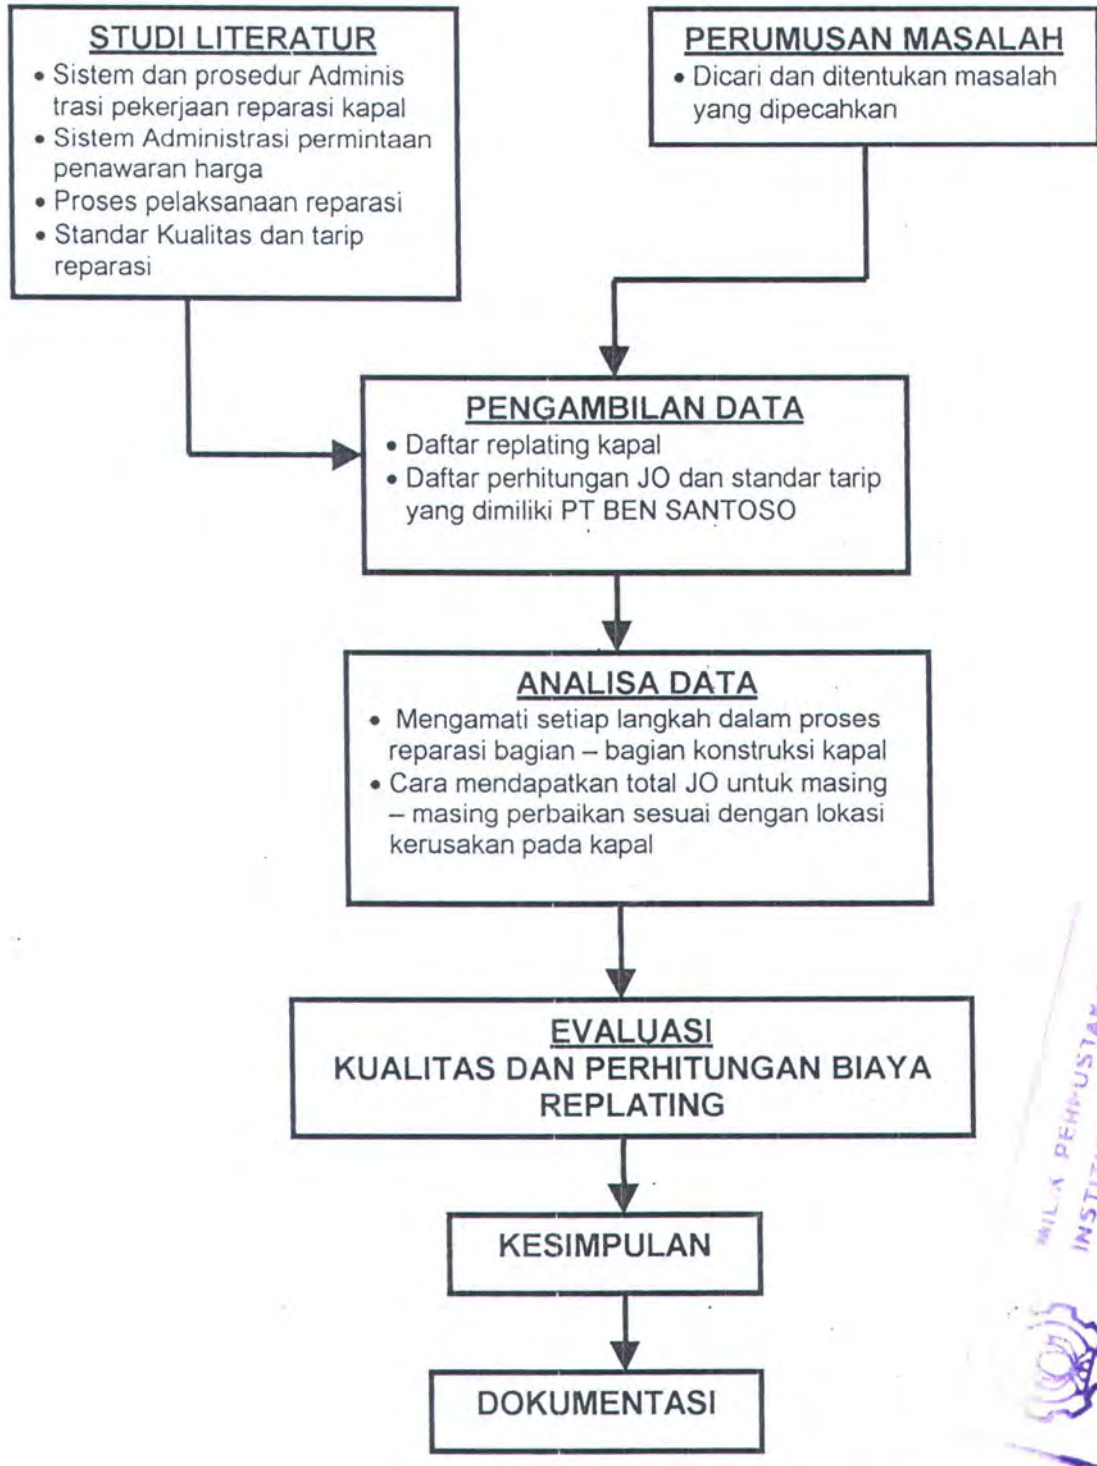 STUDI LITERATUR
• Sistem dan prosedur Adminis
trasi pekerjaan reparasi kapal
• Sistem Administrasi permintaan
penawaran harga
• Proses pelaksanaan reparasi
• Standar Kualitas dan tarip
reparasi
PERUMUSAN MASALAH
• Dicari dan ditentukan masalah
yang dipecahkan
PENGAMBILAN DATA
• Daftar replating kapal
• Daftar perhitungan JO dan standar tarip
yang dimiliki PT BEN SANTOSO
ANALISA DATA
• Mengamati setiap langkah dalam proses
reparasi bagian – bagian konstruksi kapal
• Cara mendapatkan total JO untuk masing
– masing perbaikan sesuai dengan lokasi
kerusakan pada kapal
EVALUASI
KUALITAS DAN PERHITUNGAN BIAYA
REPLATING
KESIMPULAN
DOKUMENTASI
MILIK